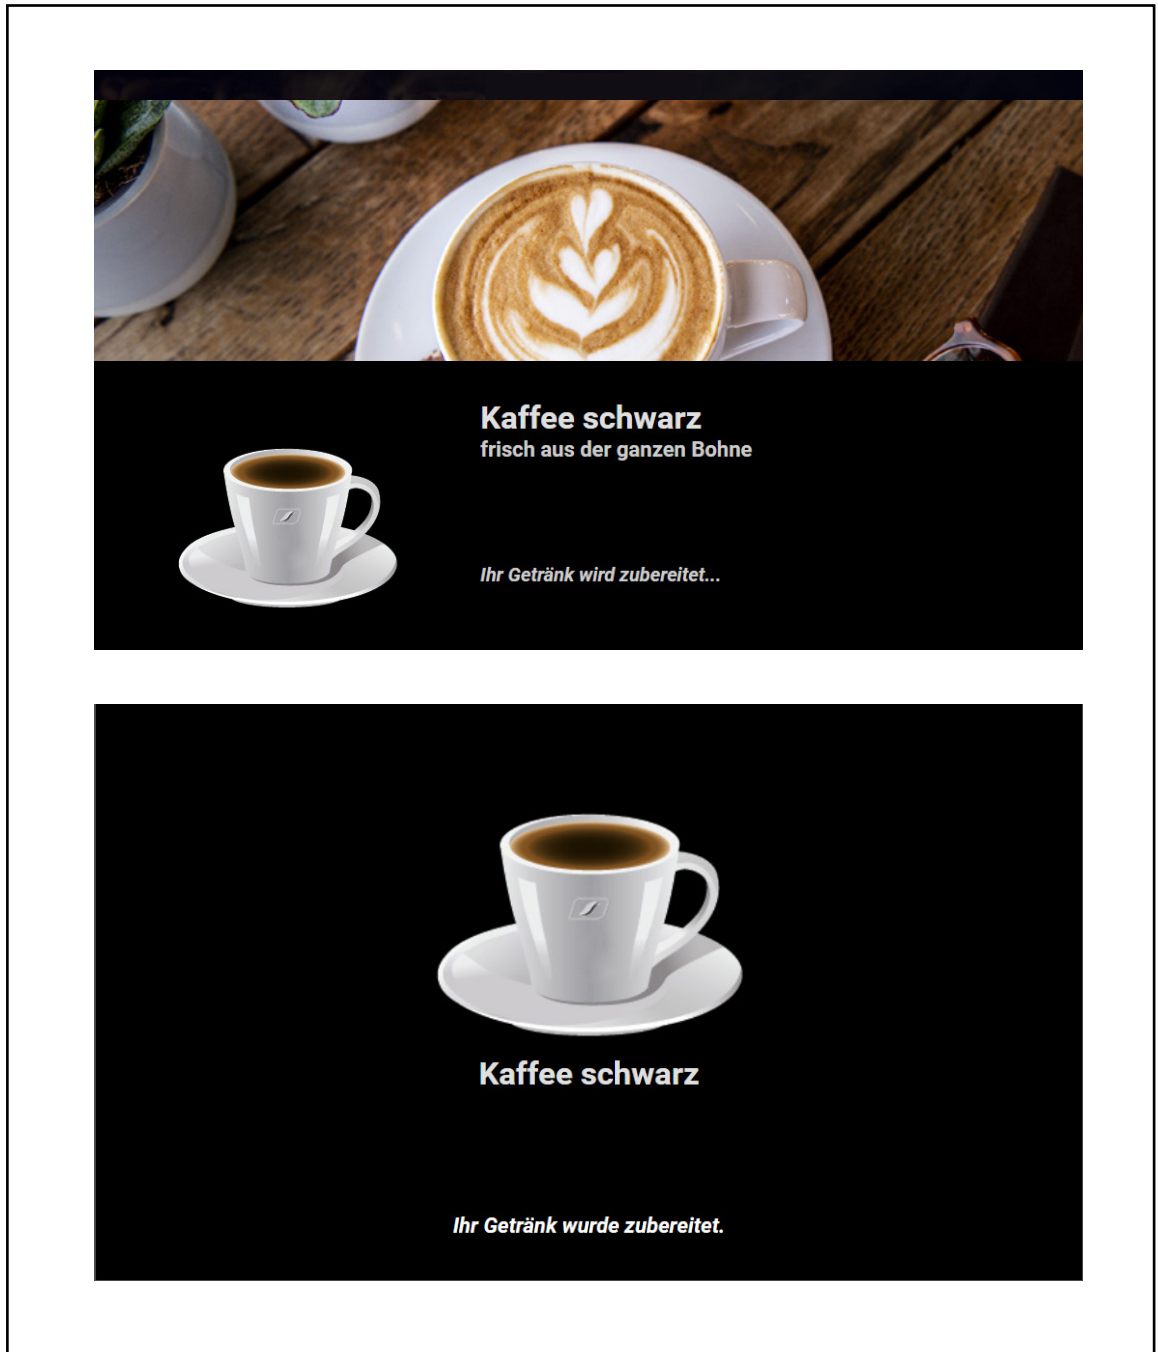 Kaffee schwarz
frisch aus der ganzen Bohne
Ihr Getränk wird zubereitet...
Kaffee schwarz
Ihr Getränk wurde zubereitet.